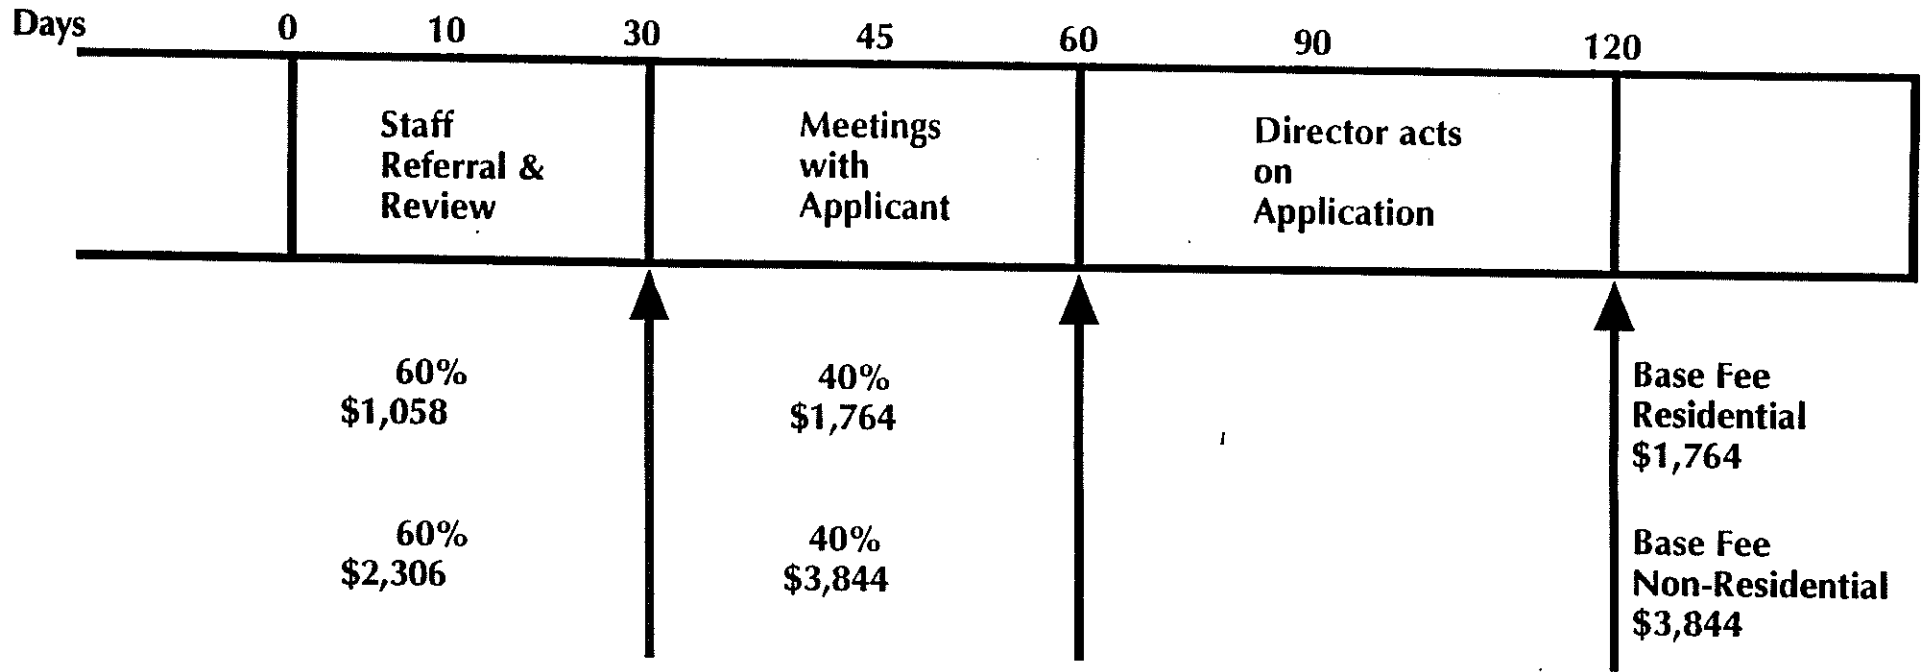 Days 0 10 30 45 60 90 120
Staff
Referral &
Review
Meetings
with
Applicant
Director acts
on
Application
60%
$1,058
40%
$1,764
Base Fee
Residential
$1,764
60%
$2,306
40%
$3,844
Base Fee
Non-Residential
$3,844